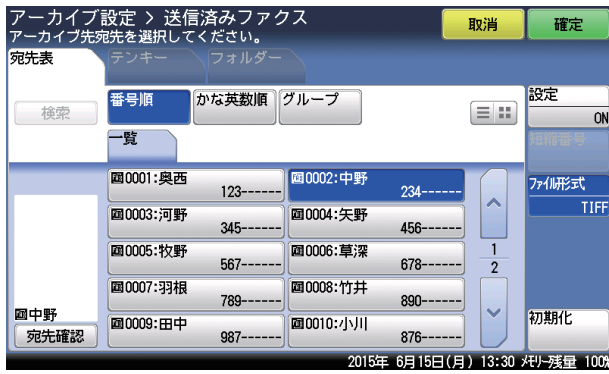 アーカイブ設定 > 送信済みファクス
アーカイブ先宛先を選択してください。
取消
確定
宛先表
テンキー
フォルダー
検索
番号順
かな英数順
グループ
設定
ON
一覧
短縮番号
0001:奥西
123------
0002:中野
234------
ファイル形式
TIFF
0003:河野
345------
0004:矢野
456------
0005:牧野
567------
0006:草深
678------
1
2
0007:羽根
789------
0008:竹井
890------
中野
宛先確認
0009:田中
987------
0010:小川
876------
初期化
2015年 6月15日(月) 13:30 メモリー残量 100%